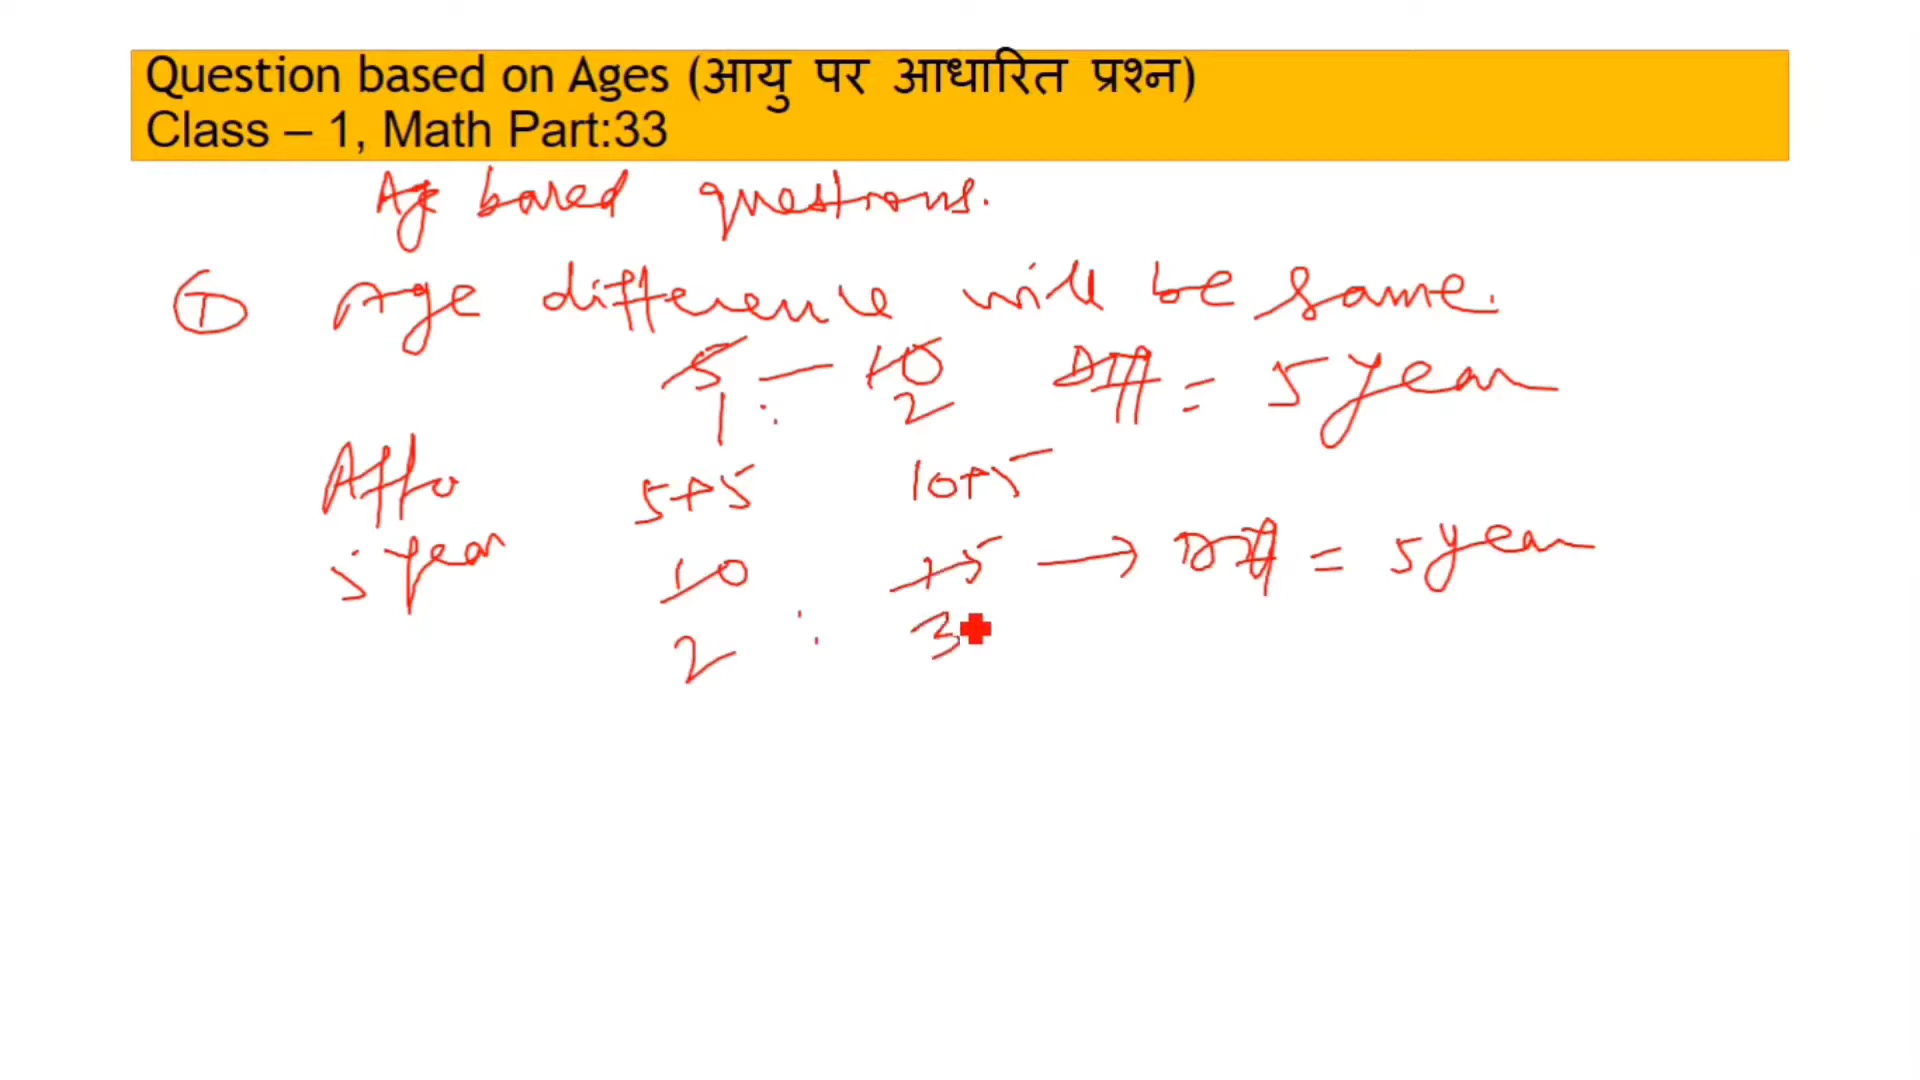 Question based on Ages (आयु पर आधारित प्रश्न)
Class – 1, Math Part:33
Age based questions.
① Age difference will be same.
5 — 10 Diff = 5 year
1 : 2
After 5+5 10+5
5 year 10 15 → Diff = 5 year
2 : 3